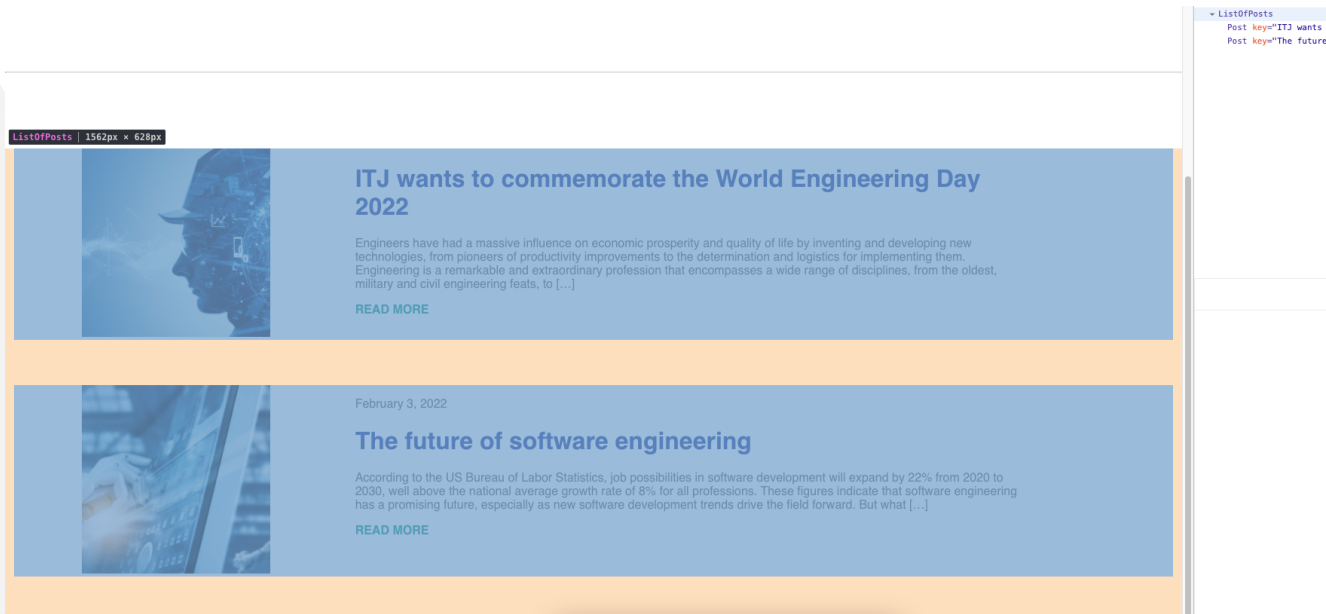 ListOfPosts
Post key="ITJ wants
Post key="The future
ListOfPosts | 1562px × 628px
ITJ wants to commemorate the World Engineering Day
2022
Engineers have had a massive influence on economic prosperity and quality of life by inventing and developing new
technologies, from pioneers of productivity improvements to the determination and logistics for implementing them.
Engineering is a remarkable and extraordinary profession that encompasses a wide range of disciplines, from the oldest,
military and civil engineering feats, to […]
READ MORE
February 3, 2022
The future of software engineering
According to the US Bureau of Labor Statistics, job possibilities in software development will expand by 22% from 2020 to
2030, well above the national average growth rate of 8% for all professions. These figures indicate that software engineering
has a promising future, especially as new software development trends drive the field forward. But what […]
READ MORE